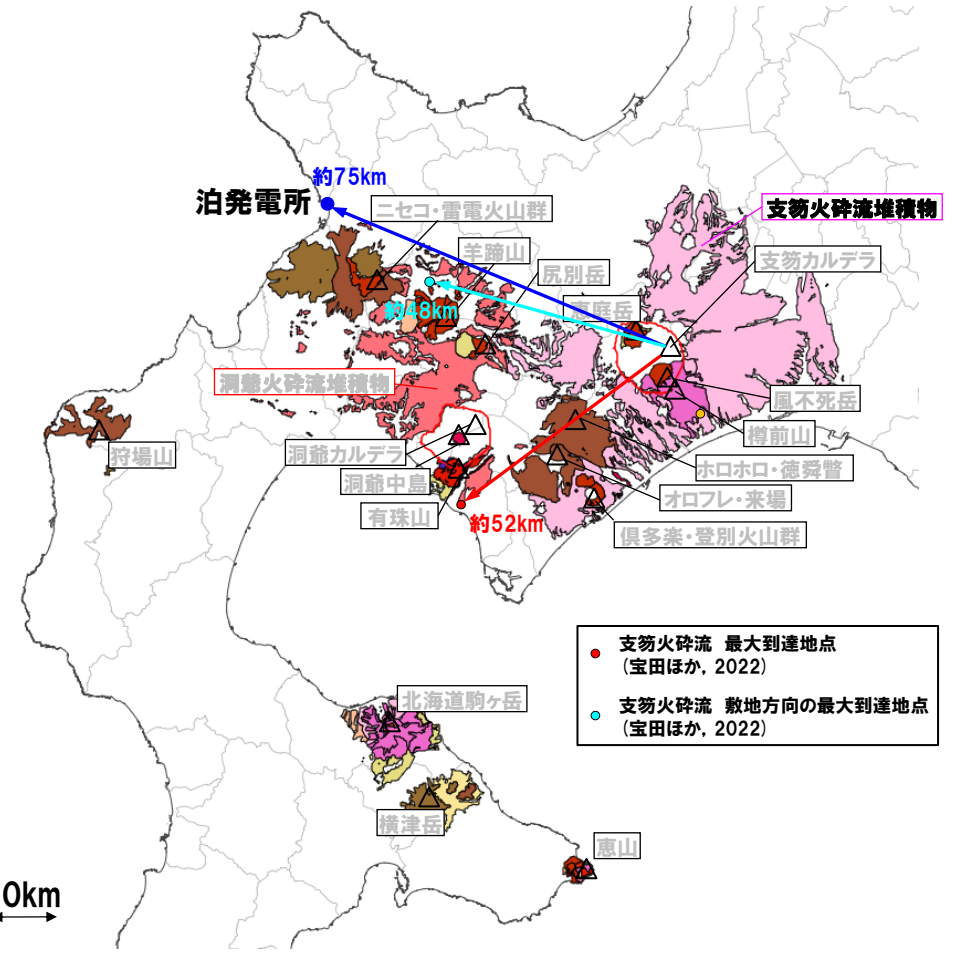 約75km
泊発電所
ニセコ・雷電火山群
支笏火砕流堆積物
羊蹄山
支笏カルデラ
尻別岳
恵庭岳
約48km
洞爺火砕流堆積物
風不死岳
狩場山
洞爺カルデラ
樽前山
ホロホロ・徳舜瞥
洞爺中島
オロフレ・来馬
有珠山
約52km
倶多楽・登別火山群
支笏火砕流 最大到達地点
(宝田ほか, 2022)
支笏火砕流 敷地方向の最大到達地点
(宝田ほか, 2022)
北海道駒ヶ岳
横津岳
恵山
0km